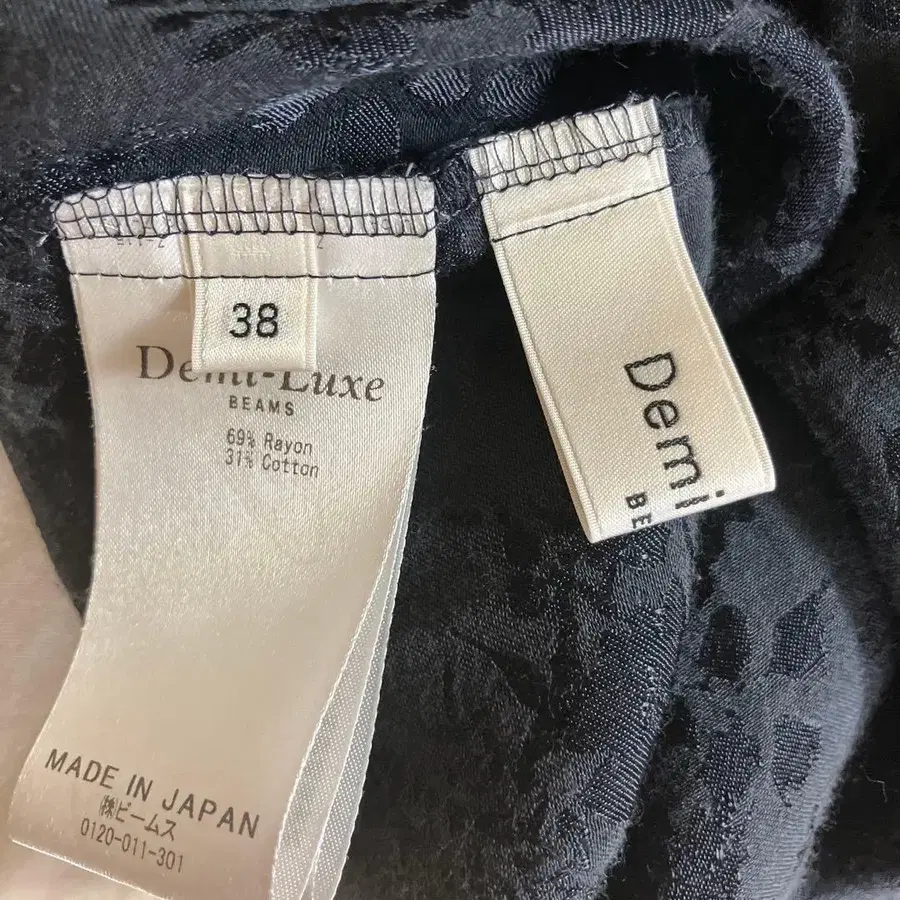 38
Demi-Luxe
BEAMS
69% Rayon
31% Cotton
MADE IN JAPAN
㈱ビームス
0120-011-301
Demi
BE